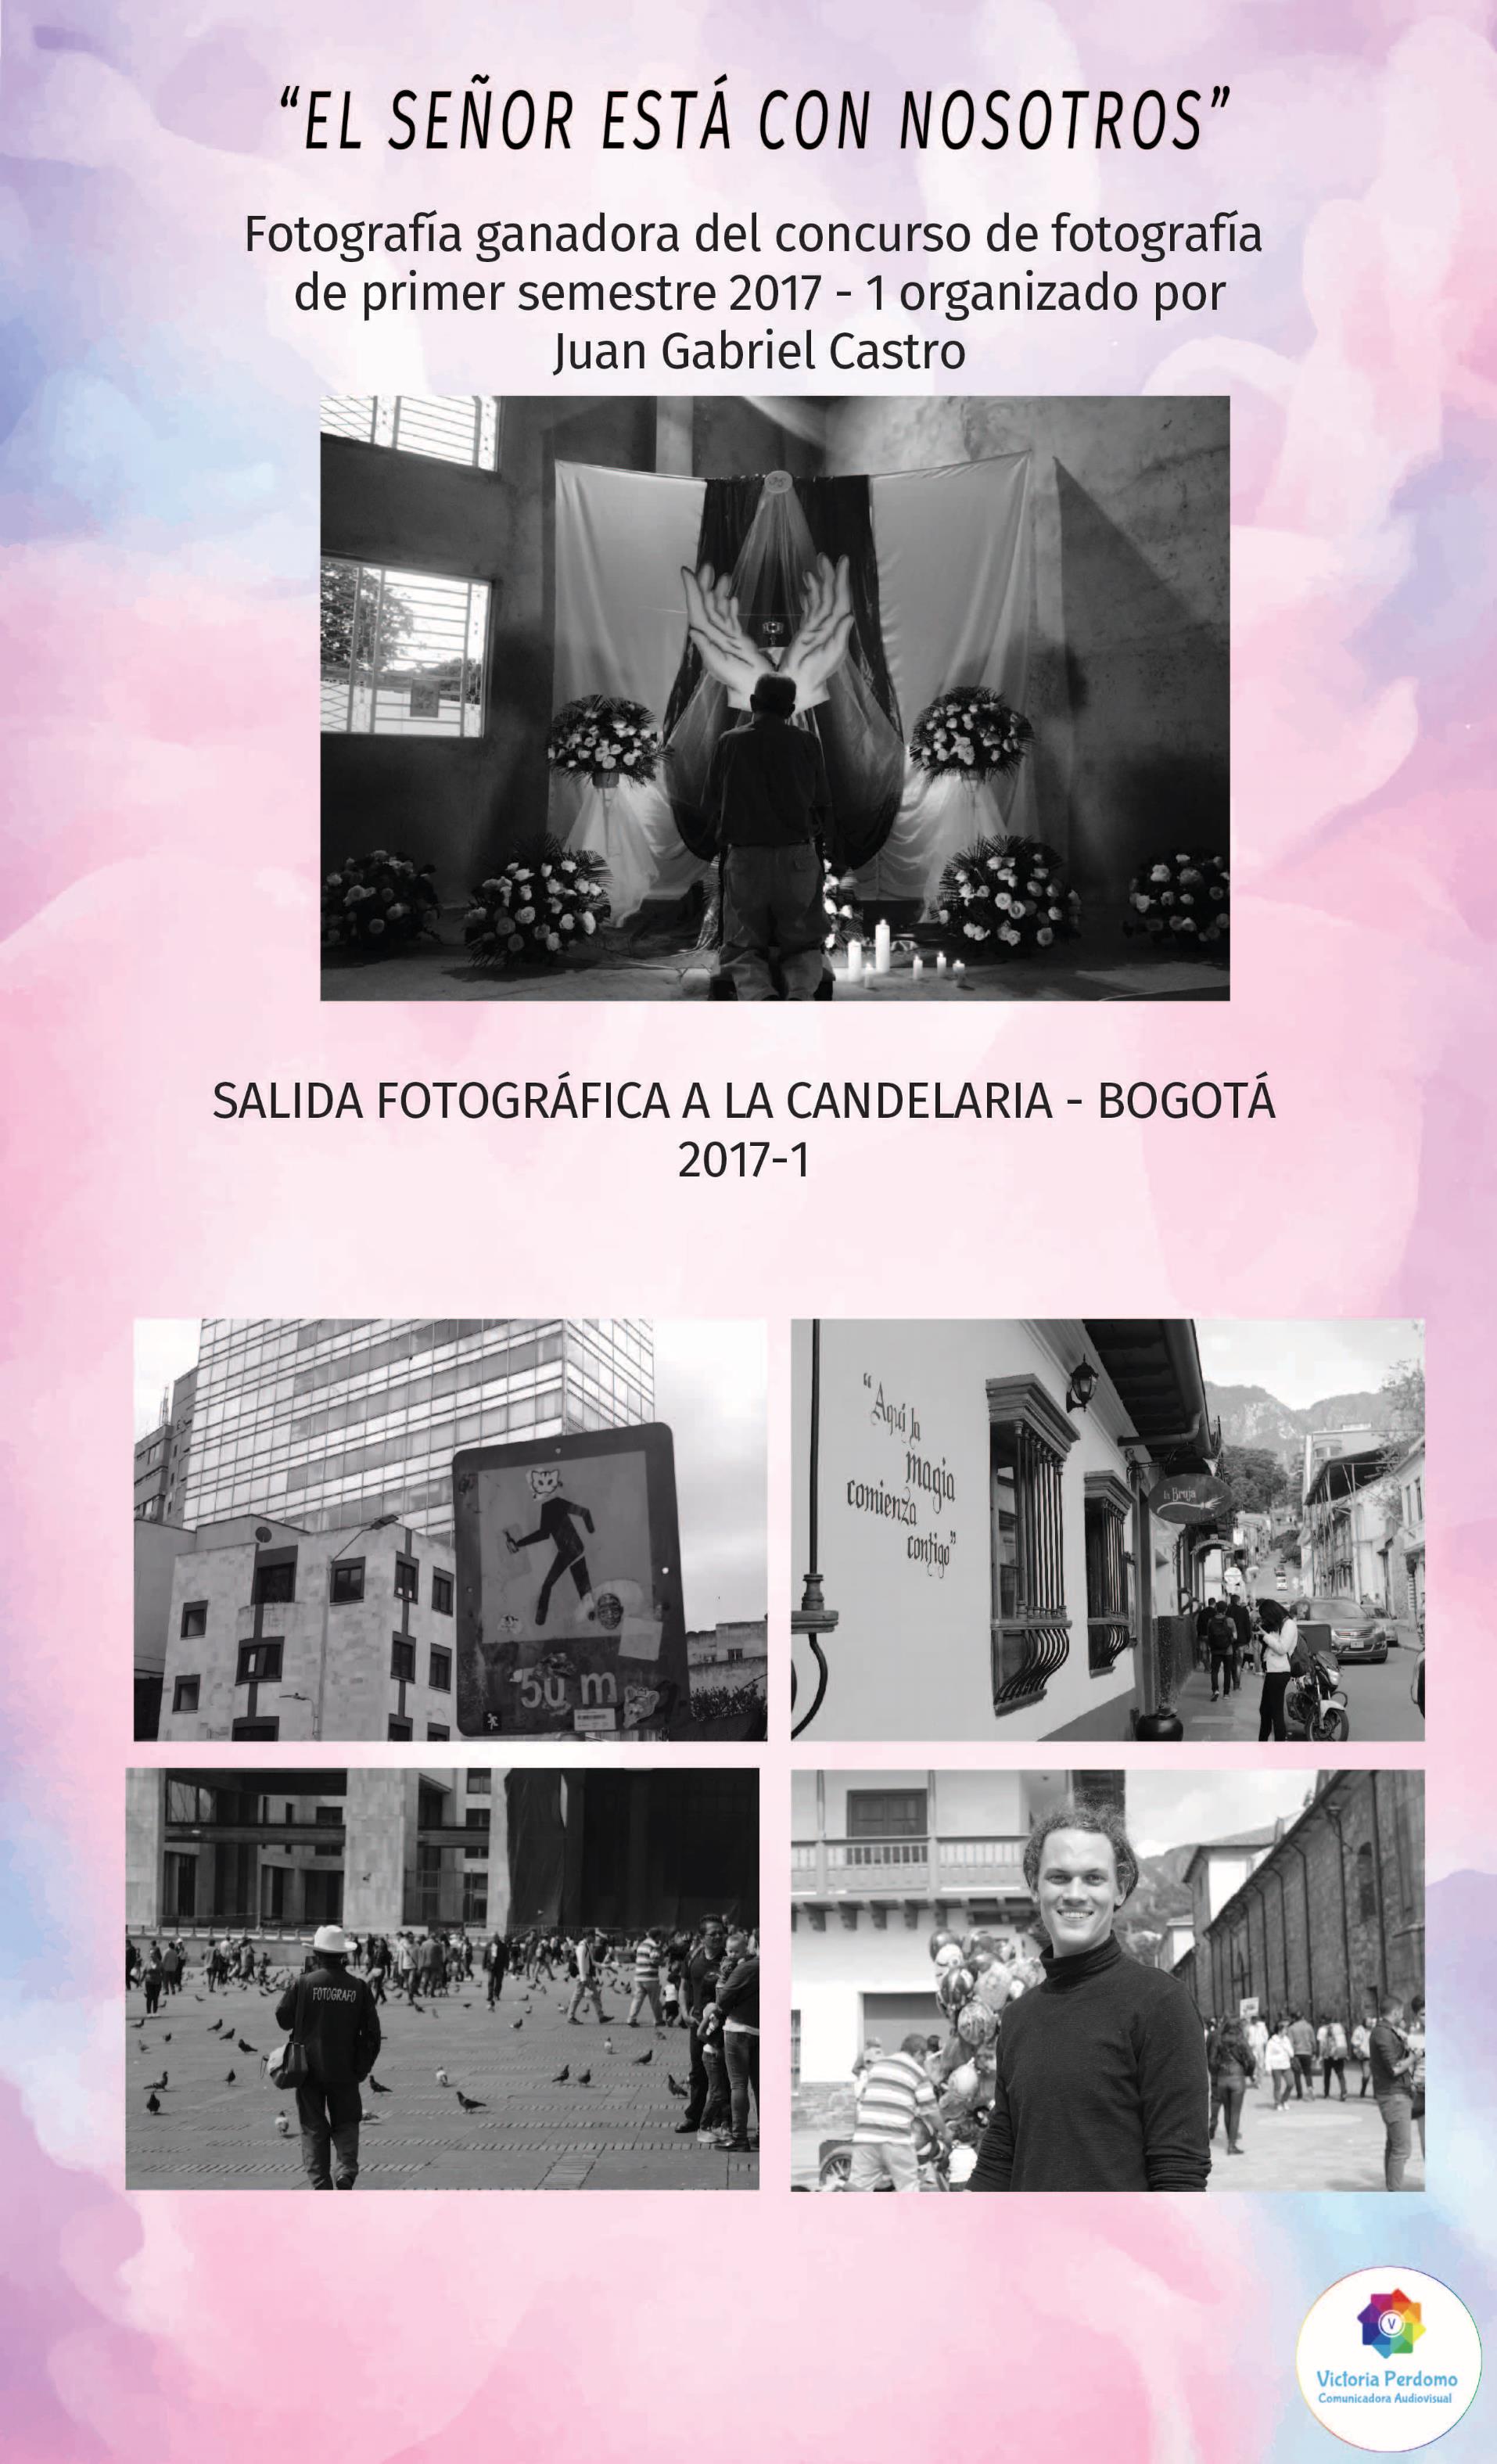 “EL SEÑOR ESTÁ CON NOSOTROS”
Fotografía ganadora del concurso de fotografía
de primer semestre 2017 - 1 organizado por
Juan Gabriel Castro
SALIDA FOTOGRÁFICA A LA CANDELARIA - BOGOTÁ
2017-1
50 m
“Aquí la
magia
comienza
contigo”
la Bruja
FOTOGRAFO
V
Victoria Perdomo
Comunicadora Audiovisual